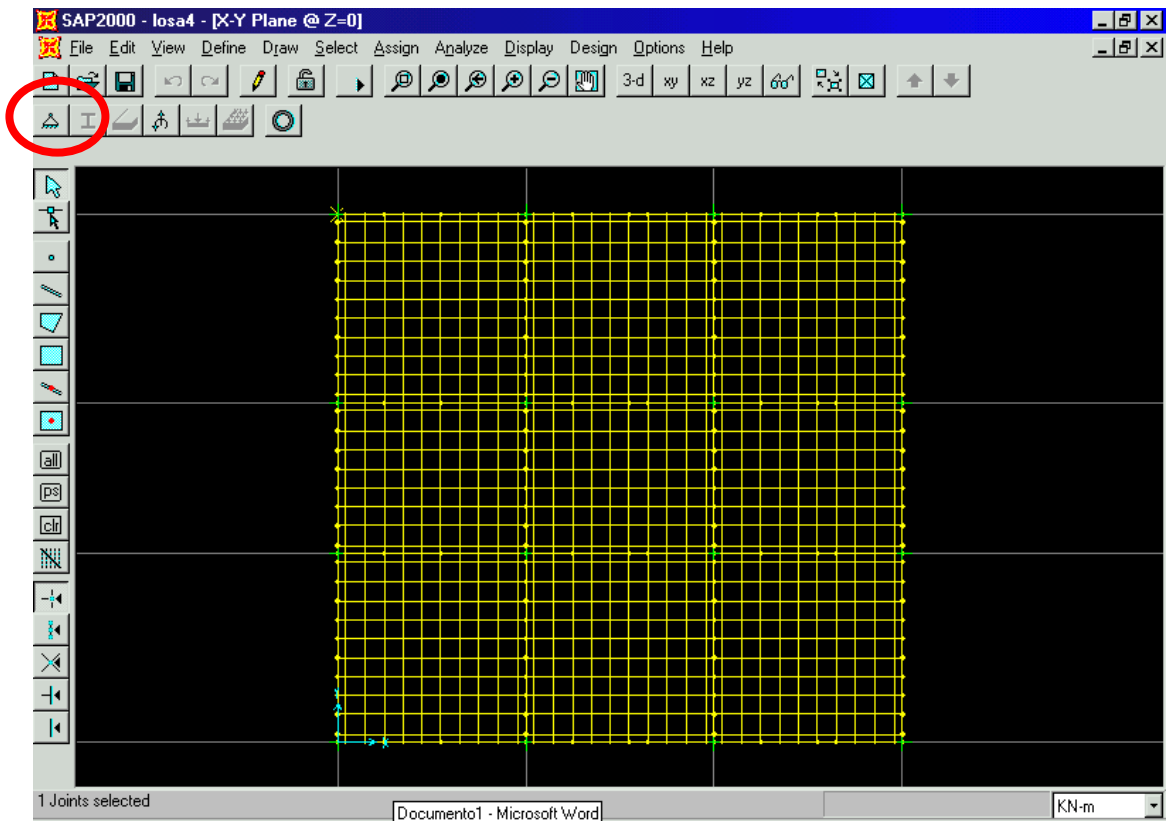 SAP2000 - losa4 - [X-Y Plane @ Z=0]
File Edit View Define Draw Select Assign Analyze Display Design Options Help
3-d xy xz yz
all
ps
clr
1 Joints selected
KN-m
Documento1 - Microsoft Word